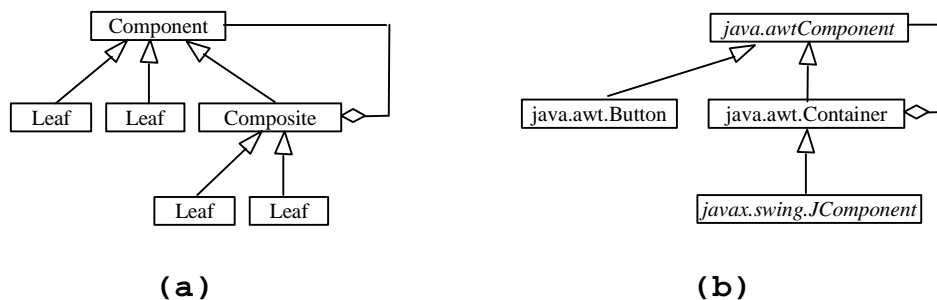 Component
Leaf
Leaf
Composite
Leaf
Leaf
(a)
java.awtComponent
java.awt.Button
java.awt.Container
javax.swing.JComponent
(b)